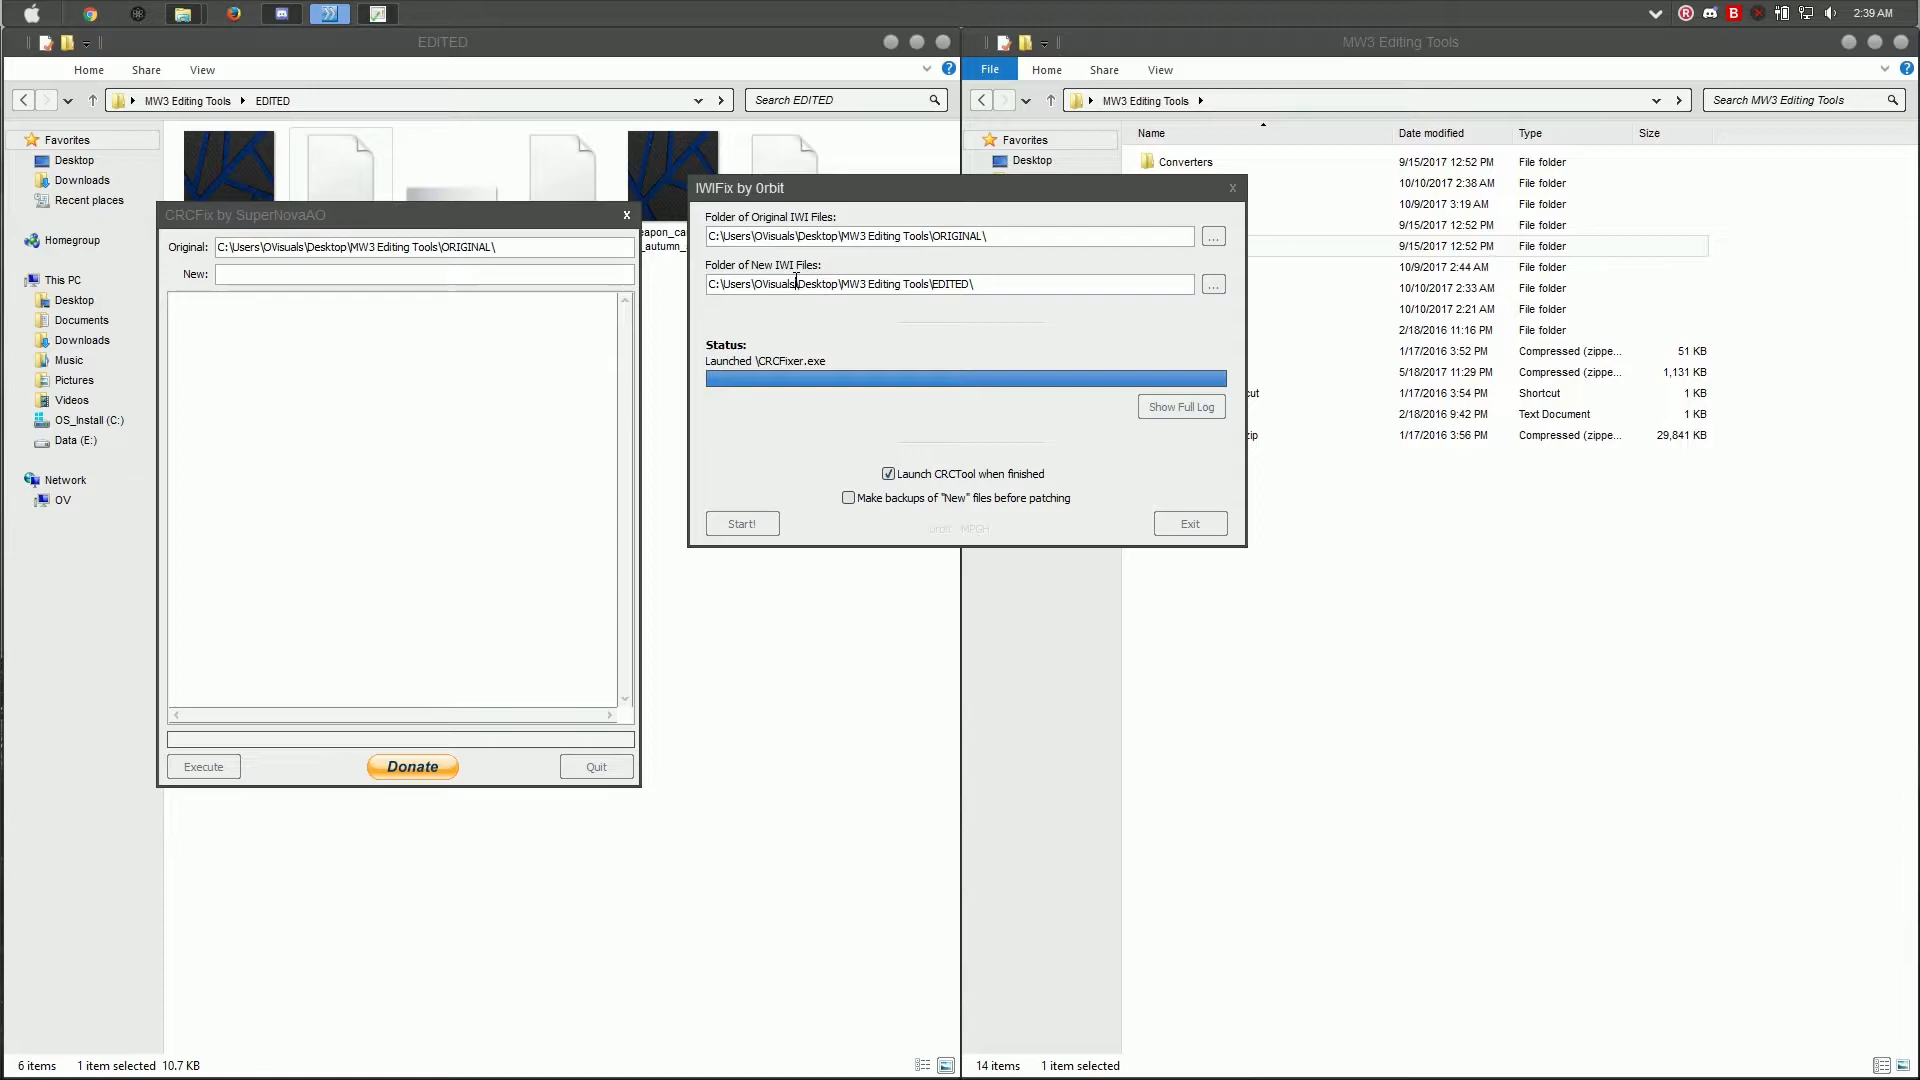 2:39 AM
EDITED
Home Share View
MW3 Editing Tools EDITED
Search EDITED
Favorites
Desktop
Downloads
Recent places
Homegroup
This PC
Desktop
Documents
Downloads
Music
Pictures
Videos
OS_Install (C:)
Data (E:)
Network
OV
6 items 1 item selected 10.7 KB
CRCFix by SuperNovaAO x
Original: C:\Users\OVisuals\Desktop\MW3 Editing Tools\ORIGINAL\
New:
Execute Donate Quit
IWIFix by 0rbit x
Folder of Original IWI Files:
C:\Users\OVisuals\Desktop\MW3 Editing Tools\ORIGINAL\
...
Folder of New IWI Files:
C:\Users\OVisuals\Desktop\MW3 Editing Tools\EDITED\
...
Status:
Launched \CRCFixer.exe
Show Full Log
Launch CRCTool when finished
Make backups of "New" files before patching
Start! MPGH Exit
MW3 Editing Tools
File Home Share View
MW3 Editing Tools
Search MW3 Editing Tools
Favorites
Desktop
Name Date modified Type Size
Converters 9/15/2017 12:52 PM File folder
10/10/2017 2:38 AM File folder
10/9/2017 3:19 AM File folder
9/15/2017 12:52 PM File folder
9/15/2017 12:52 PM File folder
10/9/2017 2:44 AM File folder
10/10/2017 2:33 AM File folder
10/10/2017 2:21 AM File folder
2/18/2016 11:16 PM File folder
1/17/2016 3:52 PM Compressed (zippe... 51 KB
5/18/2017 11:29 PM Compressed (zippe... 1,131 KB
1/17/2016 3:54 PM Shortcut 1 KB
2/18/2016 9:42 PM Text Document 1 KB
zip 1/17/2016 3:56 PM Compressed (zippe... 29,841 KB
14 items 1 item selected